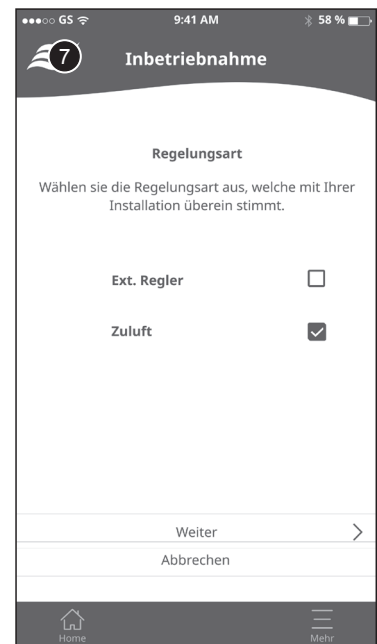 GS 9:41 AM 58 %
7 Inbetriebnahme
Regelungsart
Wählen sie die Regelungsart aus, welche mit Ihrer
Installation überein stimmt.
Ext. Regler
Zuluft
Weiter
Abbrechen
Home Mehr